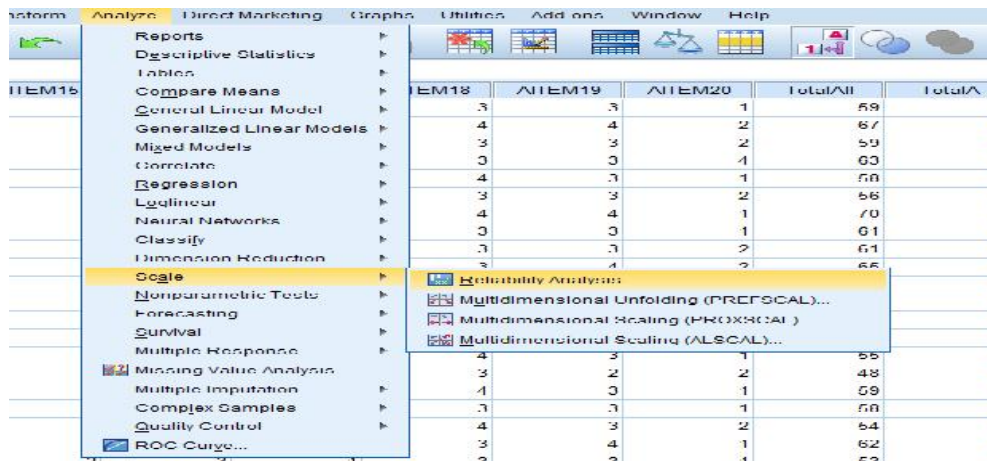 Analyze Direct Marketing Graphs Utilities Add-ons Window Help
Reports
Descriptive Statistics
Tables
Compare Means
General Linear Model
Generalized Linear Models
Mixed Models
Correlate
Regression
Loglinear
Neural Networks
Classify
Dimension Reduction
Scale
Nonparametric Tests
Forecasting
Survival
Multiple Response
Missing Value Analysis
Multiple Imputation
Complex Samples
Quality Control
ROC Curve...
Reliability Analysis
Multidimensional Unfolding (PREFSCAL)...
Multidimensional Scaling (PROXSCAL)
Multidimensional Scaling (ALSCAL)...
AITEM19 AITEM20 TotalAll TotalA
3 3 1 59
4 4 2 67
3 3 2 59
3 3 4 63
4 3 1 58
3 3 2 56
4 4 1 70
3 3 1 61
3 3 2 61
4 3 1 55
3 2 2 48
4 3 1 59
3 3 1 58
4 3 2 54
3 4 1 62